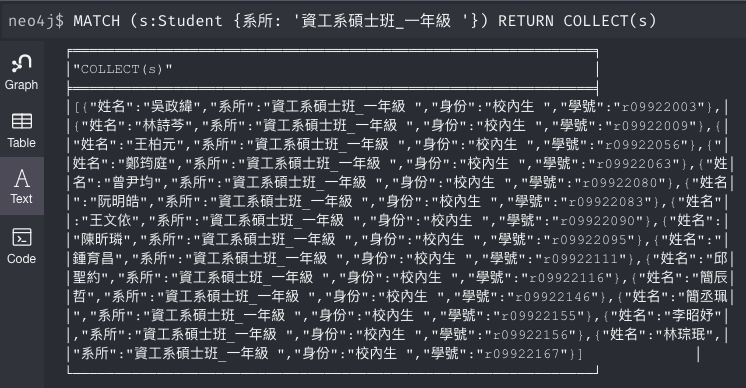 neo4j$ MATCH (s:Student {系所: '資工系碩士班_一年級 '}) RETURN COLLECT(s)
Graph
Table
Text
Code
"COLLECT(s)"
[{"姓名":"吳政緯","系所":"資工系碩士班_一年級 ","身份":"校內生 ","學號":"r09922003"},
{"姓名":"林詩芩","系所":"資工系碩士班_一年級 ","身份":"校內生 ","學號":"r09922009"},{
"姓名":"王柏元","系所":"資工系碩士班_一年級 ","身份":"校內生 ","學號":"r09922056"},{"
姓名":"鄭筠庭","系所":"資工系碩士班_一年級 ","身份":"校內生 ","學號":"r09922063"},{"姓
名":"曾尹均","系所":"資工系碩士班_一年級 ","身份":"校內生 ","學號":"r09922080"},{"姓名
":"阮明皓","系所":"資工系碩士班_一年級 ","身份":"校內生 ","學號":"r09922083"},{"姓名"
:"王文依","系所":"資工系碩士班_一年級 ","身份":"校內生 ","學號":"r09922090"},{"姓名":
"陳昕璘","系所":"資工系碩士班_一年級 ","身份":"校內生 ","學號":"r09922095"},{"姓名":"
鍾育昌","系所":"資工系碩士班_一年級 ","身份":"校內生 ","學號":"r09922111"},{"姓名":"邱
聖約","系所":"資工系碩士班_一年級 ","身份":"校內生 ","學號":"r09922116"},{"姓名":"簡辰
哲","系所":"資工系碩士班_一年級 ","身份":"校內生 ","學號":"r09922146"},{"姓名":"簡丞珮
","系所":"資工系碩士班_一年級 ","身份":"校內生 ","學號":"r09922155"},{"姓名":"李昭妤"
,"系所":"資工系碩士班_一年級 ","身份":"校內生 ","學號":"r09922156"},{"姓名":"林琮珉",
"系所":"資工系碩士班_一年級 ","身份":"校內生 ","學號":"r09922167"}]